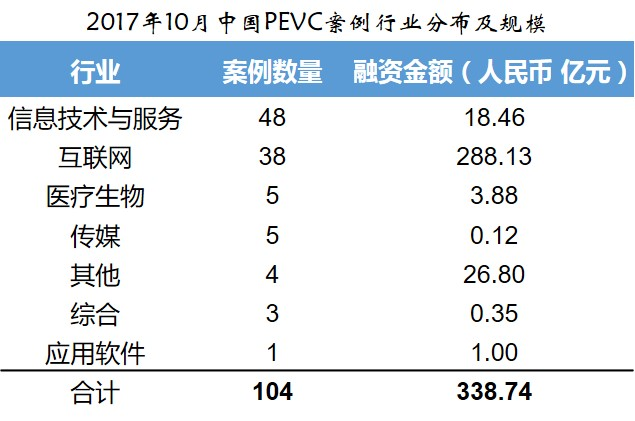 2017年10月中国PEVC案例行业分布及规模
行业 案例数量 融资金额（人民币 亿元）
信息技术与服务 48 18.46
互联网 38 288.13
医疗生物 5 3.88
传媒 5 0.12
其他 4 26.80
综合 3 0.35
应用软件 1 1.00
合计 104 338.74